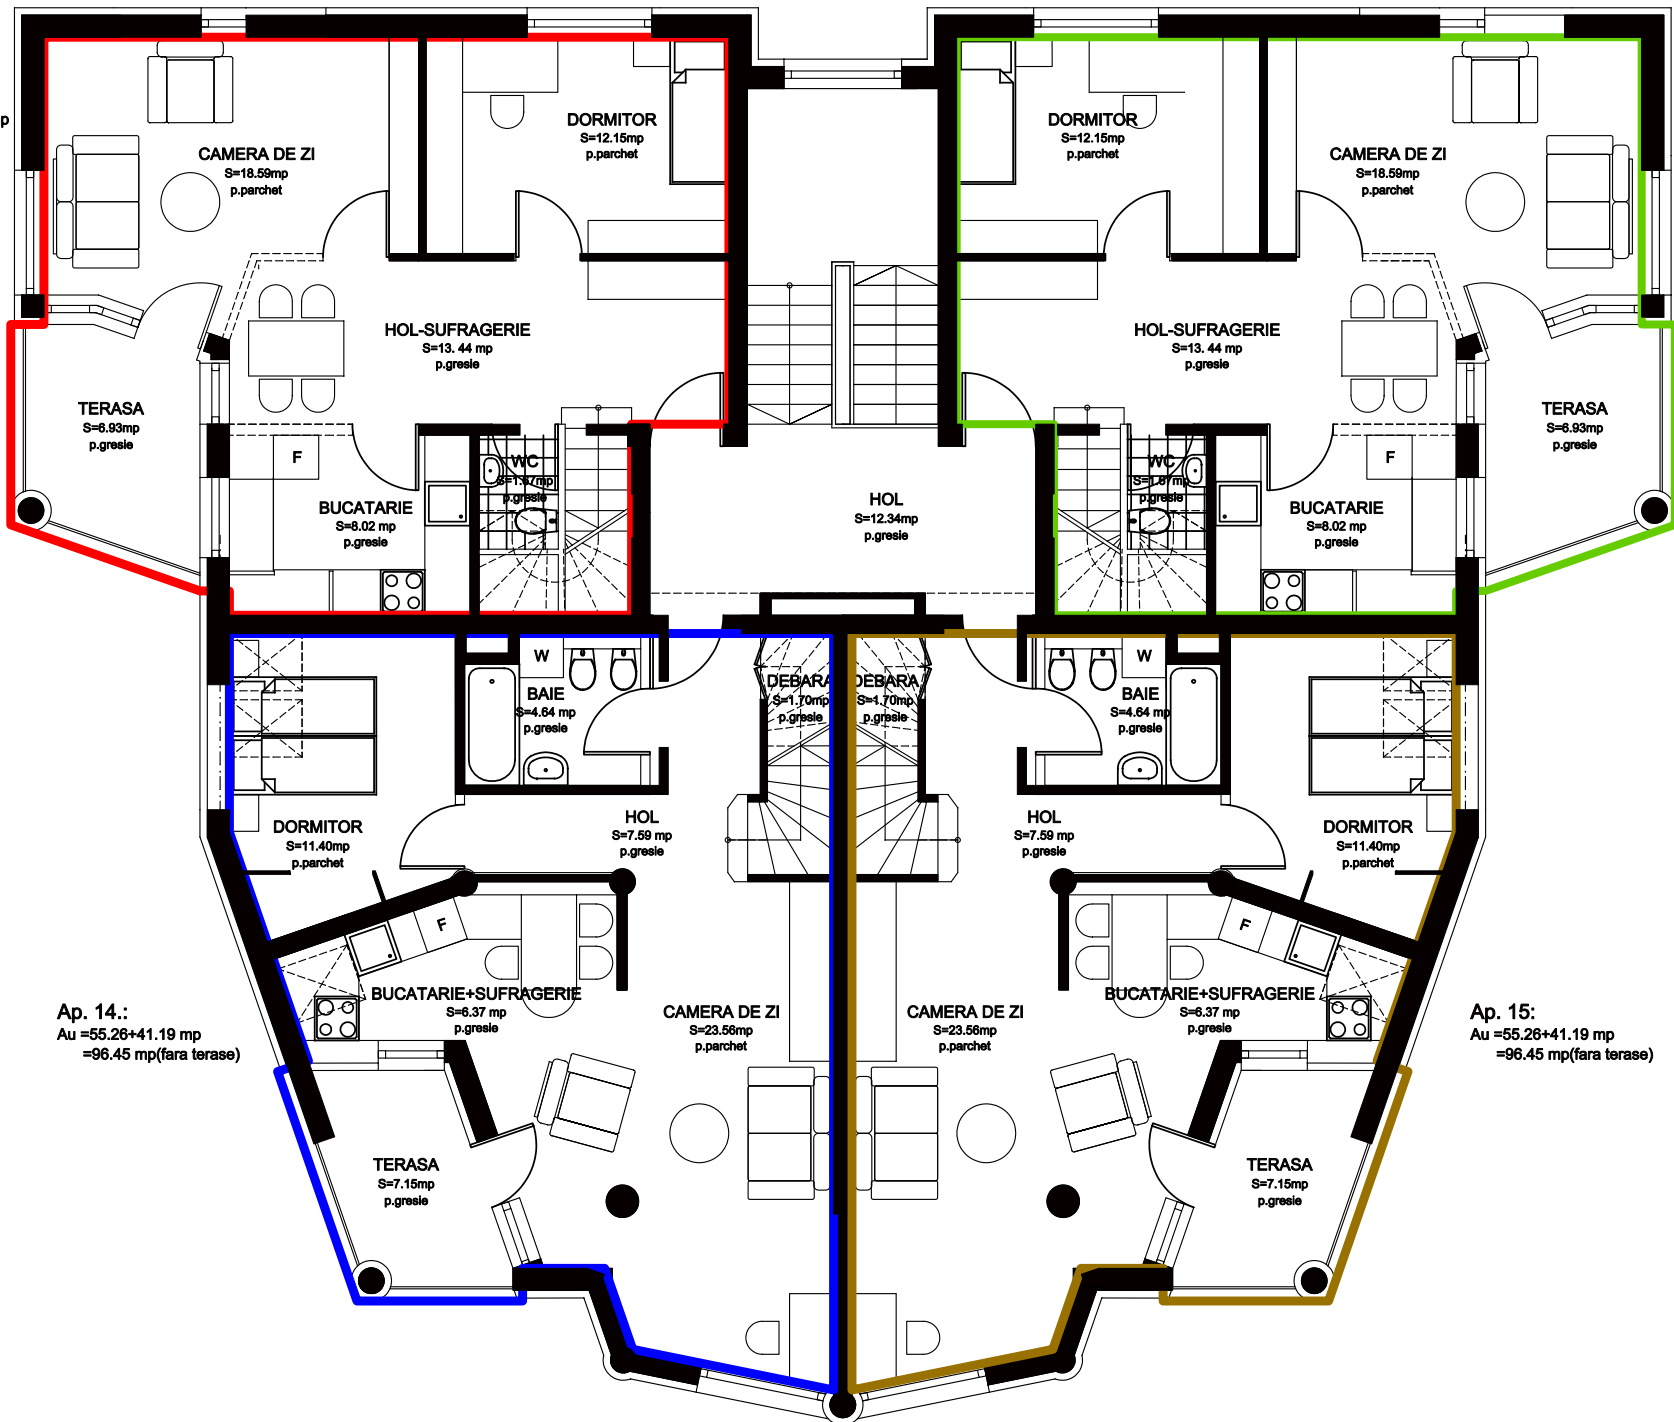 p
DORMITOR
S=12.15mp
p.parchet
DORMITOR
S=12.15mp
p.parchet
CAMERA DE ZI
S=18.59mp
p.parchet
CAMERA DE ZI
S=18.59mp
p.parchet
HOL-SUFRAGERIE
S=13. 44 mp
p.gresie
HOL-SUFRAGERIE
S=13. 44 mp
p.gresie
TERASA
S=6.93mp
p.gresie
TERASA
S=6.93mp
p.gresie
F
WC
S=1.67mp
p.gresie
WC
S=1.67mp
p.gresie
F
BUCATARIE
S=8.02 mp
p.gresie
HOL
S=12.34mp
p.gresie
BUCATARIE
S=8.02 mp
p.gresie
W
W
BAIE
S=4.64 mp
p.gresie
DEBARA
S=1.70mp
p.gresie
DEBARA
S=1.70mp
p.gresie
BAIE
S=4.64 mp
p.gresie
DORMITOR
S=11.40mp
p.parchet
HOL
S=7.59 mp
p.gresie
HOL
S=7.59 mp
p.gresie
DORMITOR
S=11.40mp
p.parchet
F
F
BUCATARIE+SUFRAGERIE
S=6.37 mp
p.gresie
BUCATARIE+SUFRAGERIE
S=6.37 mp
p.gresie
Ap. 14.:
Au =55.26+41.19 mp
=96.45 mp(fara terase)
CAMERA DE ZI
S=23.56mp
p.parchet
CAMERA DE ZI
S=23.56mp
p.parchet
Ap. 15:
Au =55.26+41.19 mp
=96.45 mp(fara terase)
TERASA
S=7.15mp
p.gresie
TERASA
S=7.15mp
p.gresie